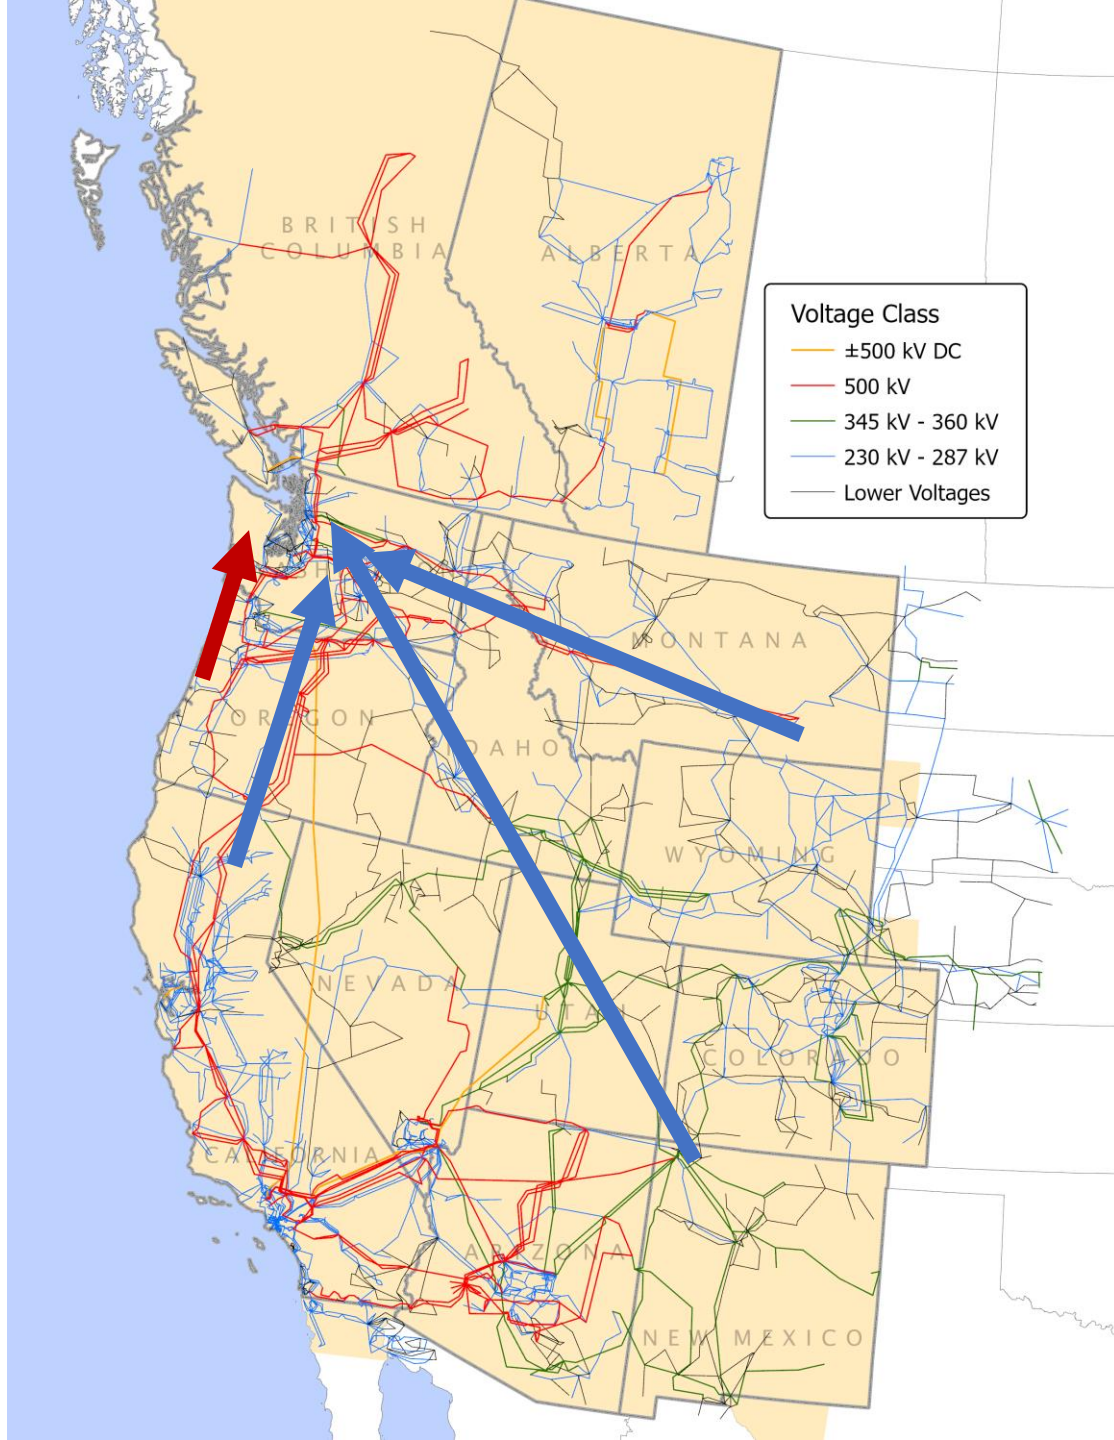 BRITISH
COLUMBIA
ALBERTA
Voltage Class
±500 kV DC
500 kV
345 kV - 360 kV
230 kV - 287 kV
Lower Voltages
MONTANA
OREGON
IDAHO
WYOMING
NEVADA
UTAH
COLORADO
CALIFORNIA
ARIZONA
NEW MEXICO